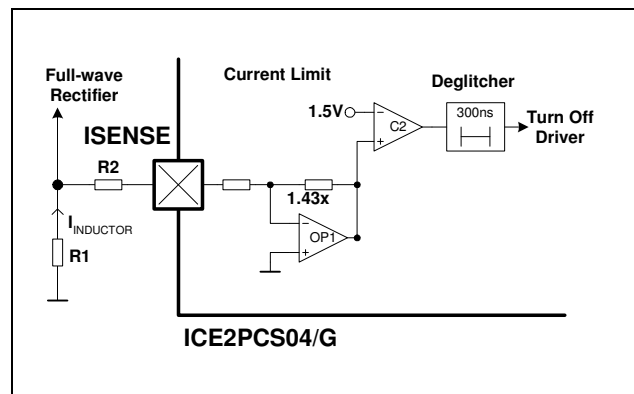 Full-wave
Rectifier
Current Limit
Deglitcher
ISENSE
1.5V
C2
300ns
Turn Off
Driver
R2
1.43x
IINDUCTOR
OP1
R1
ICE2PCS04/G